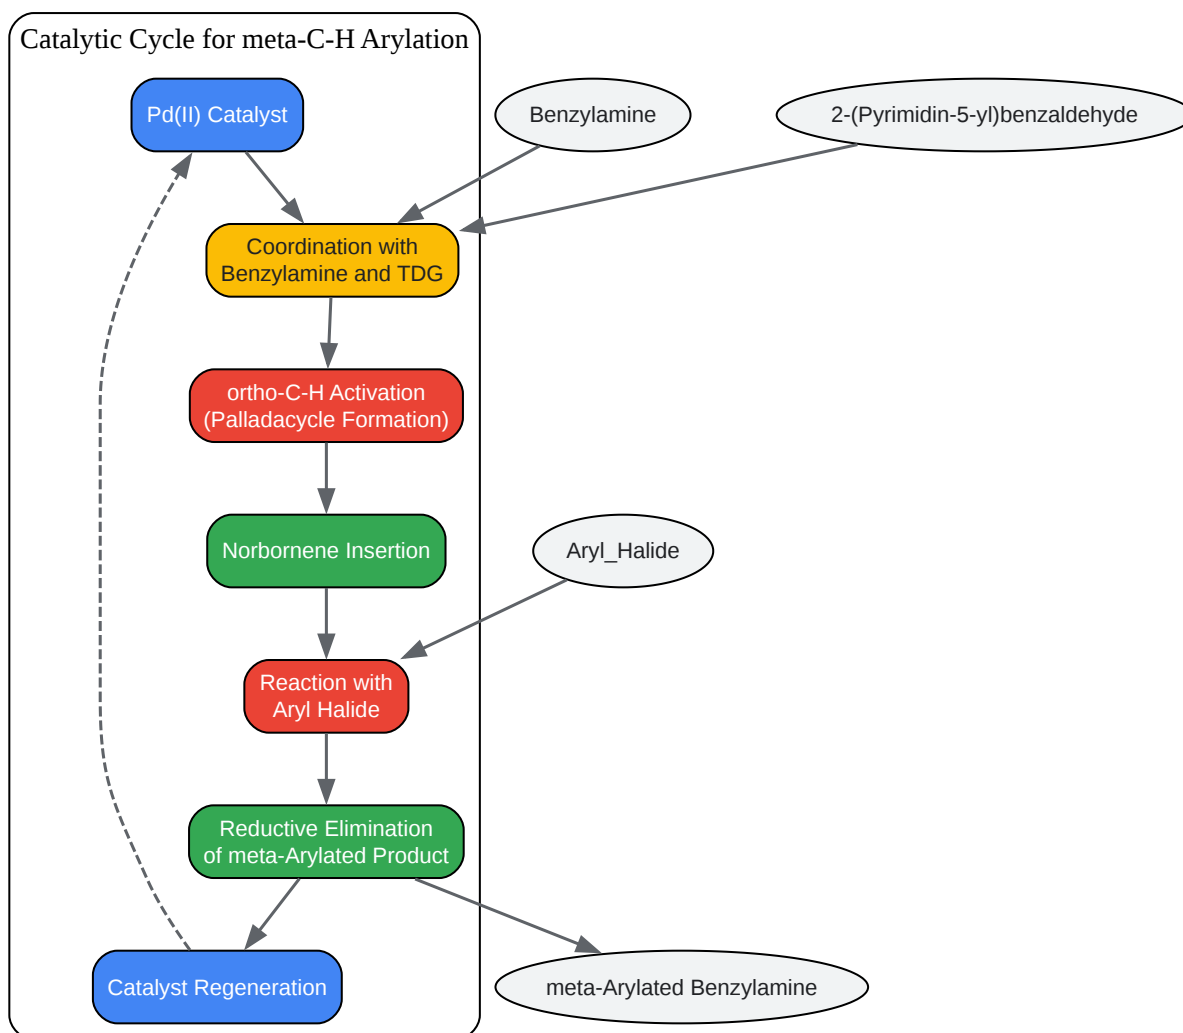 Catalytic Cycle for meta-C-H Arylation
Pd(II) Catalyst
Benzylamine
2-(Pyrimidin-5-yl)benzaldehyde
Coordination with
Benzylamine and TDG
ortho-C-H Activation
(Palladacycle Formation)
Norbornene Insertion
Aryl_Halide
Reaction with
Aryl Halide
Reductive Elimination
of meta-Arylated Product
Catalyst Regeneration
meta-Arylated Benzylamine